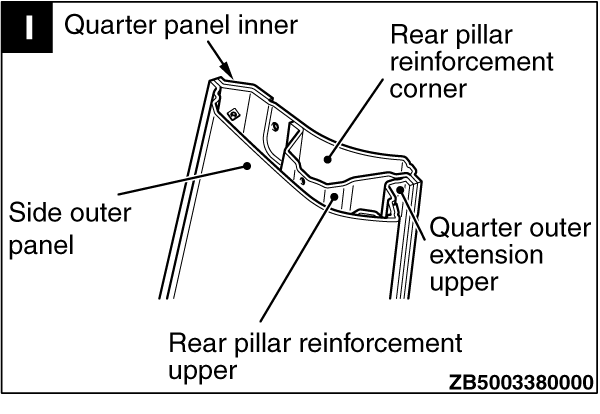 I
Quarter panel inner
Rear pillar
reinforcement
corner
Side outer
panel
Quarter outer
extension
upper
Rear pillar reinforcement
upper
ZB5003380000